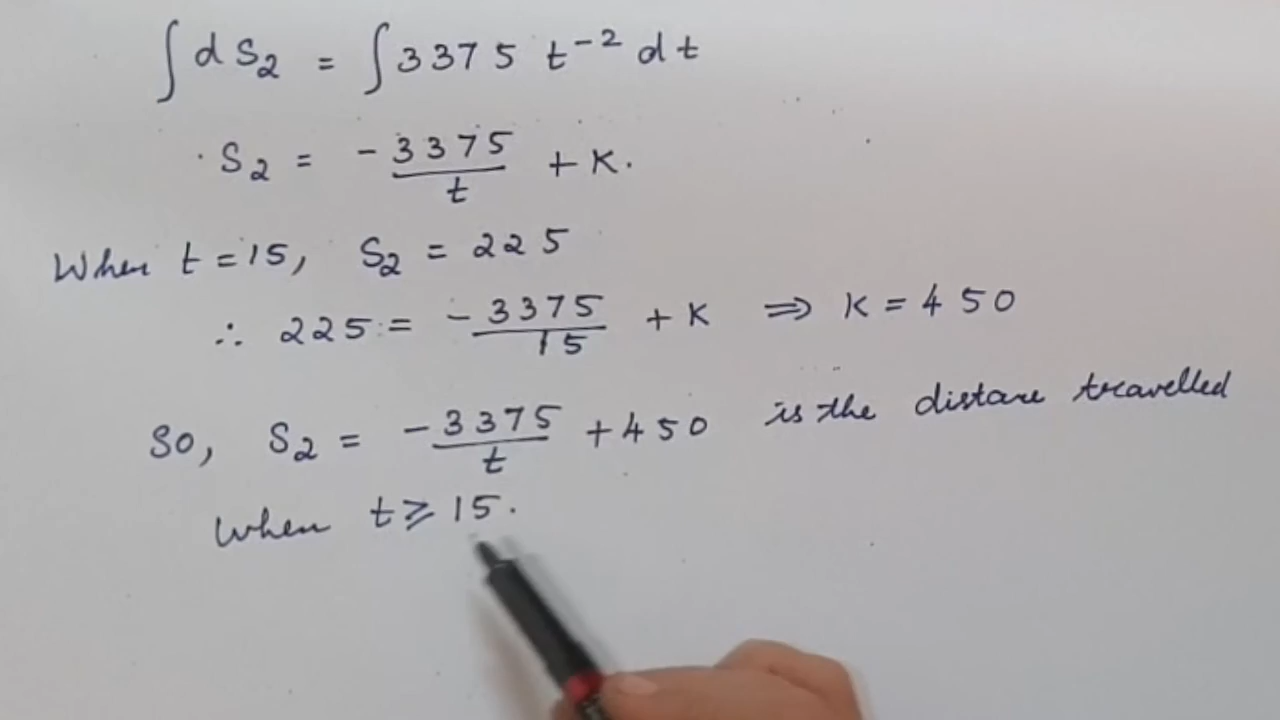 ∫ dS₂ = ∫ 3375 t⁻² dt
S₂ = -3375/t + K.
When t = 15, S₂ = 225
∴ 225 = -3375/15 + K ⇒ K = 450
So, S₂ = -3375/t + 450 is the distane travelled
When t ≥ 15.